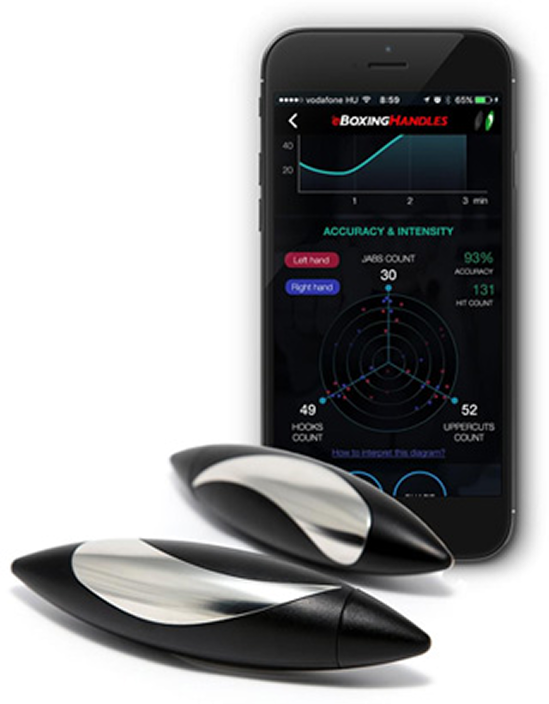 vodafone HU 8:59 65%
eBOXINGHANDLES
40
20
1 2 3 min
ACCURACY & INTENSITY
Left hand
Right hand
JABS COUNT
30
93%
ACCURACY
131
HIT COUNT
49
HOOKS
COUNT
52
UPPERCUTS
COUNT
How to interpret this diagram?